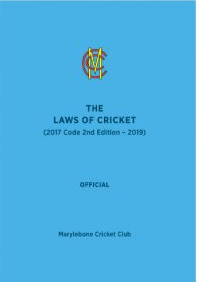 THE
LAWS OF CRICKET
(2017 Code 2nd Edition – 2019)
OFFICIAL
Marylebone Cricket Club